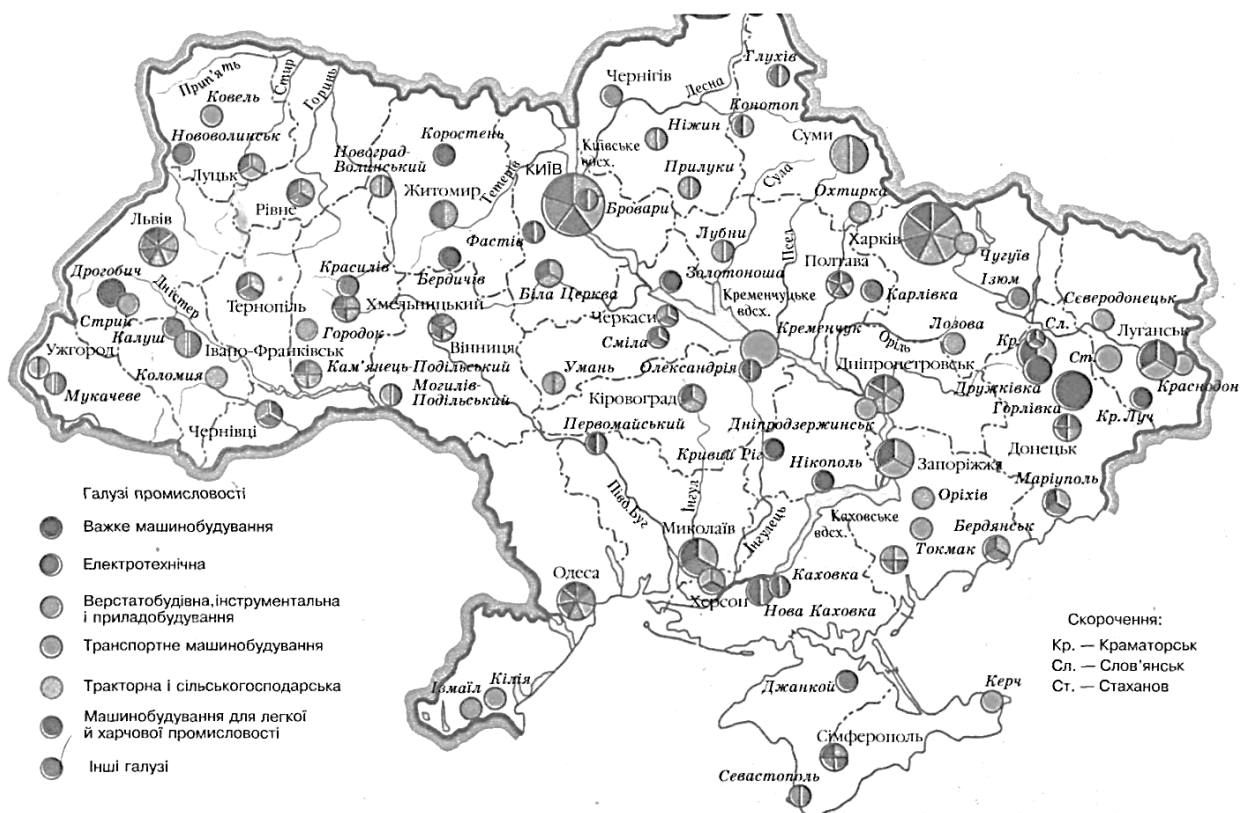 Глухів
Чернігів
Десна
Прип'ять
Стир
Горинь
Ковель
Конотоп
Нововолинськ
Коростень
Київське
вдсх.
Ніжин
Суми
Новоград-
Волинський
Луцьк
КИЇВ
Прилуки
Сула
Житомир
Тетерів
Рівне
Охтирка
Бровари
Львів
Фастів
Лубни
Псел
Харків
Чугуїв
Полтава
Дрогобич
Дністер
Красилів
Бердичів
Золотоноша
Ізюм
Біла Церква
Карлівка
Сєверодонецьк
Тернопіль
Хмельницький
Кременчуцьке
вдсх.
Стрий
Черкаси
Кременчук
Лозова
Сл.
Луганськ
Калуш
Городок
Вінниця
Сміла
Оріль
Кр.
Ужгород
Івано-Франківськ
Ст.
Коломия
Кам'янець-Подільський
Умань
Олександрія
Дніпропетровськ
Мукачеве
Могилів-
Подільський
Дружківка
Краснодон
Кіровоград
Горлівка
Кр.Луч
Чернівці
Первомайський
Дніпродзержинськ
Донецьк
Кривий Ріг
Нікополь
Запоріжжя
Маріуполь
Півд.Буг
Інгул
Оріхів
Інгулець
Каховське
вдсх.
Бердянськ
Миколаїв
Токмак
Одеса
Каховка
Херсон
Нова Каховка
Ізмаїл
Кілія
Джанкой
Керч
Сімферополь
Севастополь
Галузі промисловості
Важке машинобудування
Електротехнічна
Верстатобудівна,інструментальна
і приладобудування
Транспортне машинобудування
Тракторна і сільськогосподарська
Машинобудування для легкої
й харчової промисловості
Інші галузі
Скорочення:
Кр. — Краматорськ
Сл. — Слов'янськ
Ст. — Стаханов